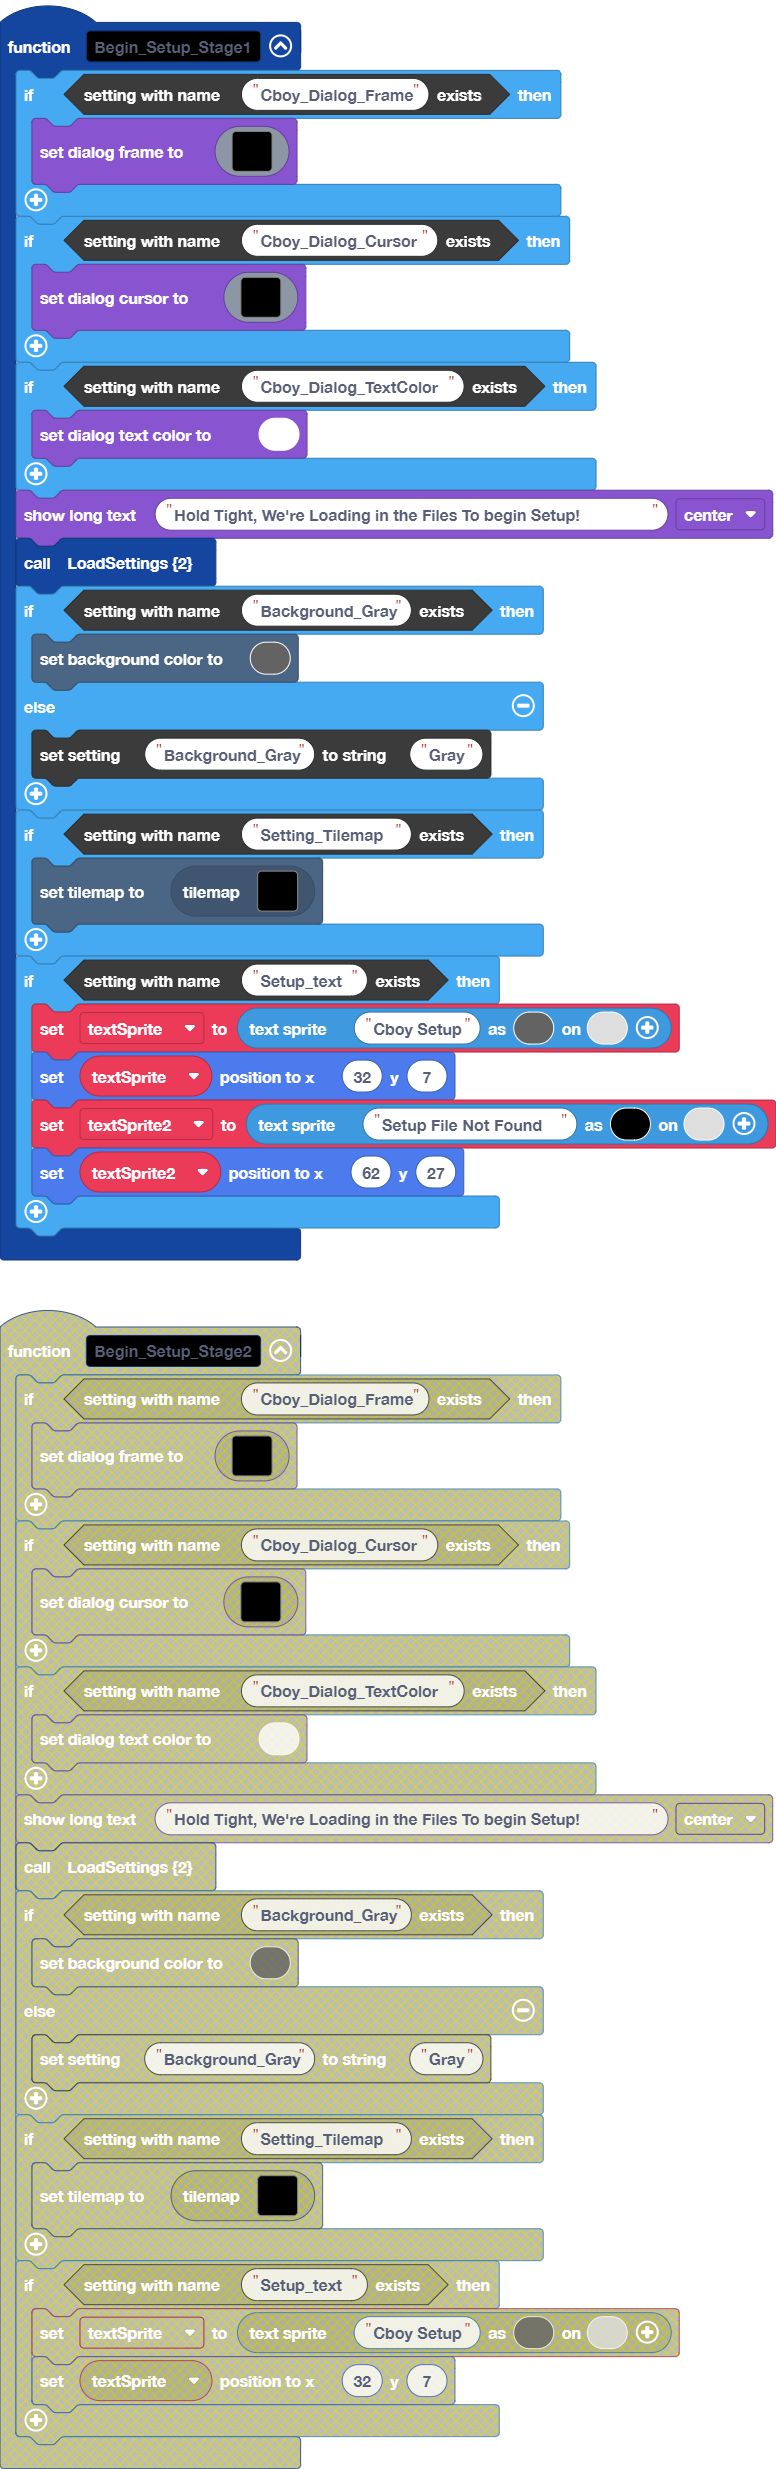 function Begin_Setup_Stage1
if setting with name "Cboy_Dialog_Frame" exists then
set dialog frame to
if setting with name "Cboy_Dialog_Cursor" exists then
set dialog cursor to
if setting with name "Cboy_Dialog_TextColor" exists then
set dialog text color to
show long text "Hold Tight, We're Loading in the Files To begin Setup!" center
call LoadSettings {2}
if setting with name "Background_Gray" exists then
set background color to
else
set setting "Background_Gray" to string "Gray"
if setting with name "Setting_Tilemap" exists then
set tilemap to tilemap
if setting with name "Setup_text" exists then
set textSprite to text sprite "Cboy Setup" as on
set textSprite position to x 32 y 7
set textSprite2 to text sprite "Setup File Not Found" as on
set textSprite2 position to x 62 y 27
function Begin_Setup_Stage2
if setting with name "Cboy_Dialog_Frame" exists then
set dialog frame to
if setting with name "Cboy_Dialog_Cursor" exists then
set dialog cursor to
if setting with name "Cboy_Dialog_TextColor" exists then
set dialog text color to
show long text "Hold Tight, We're Loading in the Files To begin Setup!" center
call LoadSettings {2}
if setting with name "Background_Gray" exists then
set background color to
else
set setting "Background_Gray" to string "Gray"
if setting with name "Setting_Tilemap" exists then
set tilemap to tilemap
if setting with name "Setup_text" exists then
set textSprite to text sprite "Cboy Setup" as on
set textSprite position to x 32 y 7